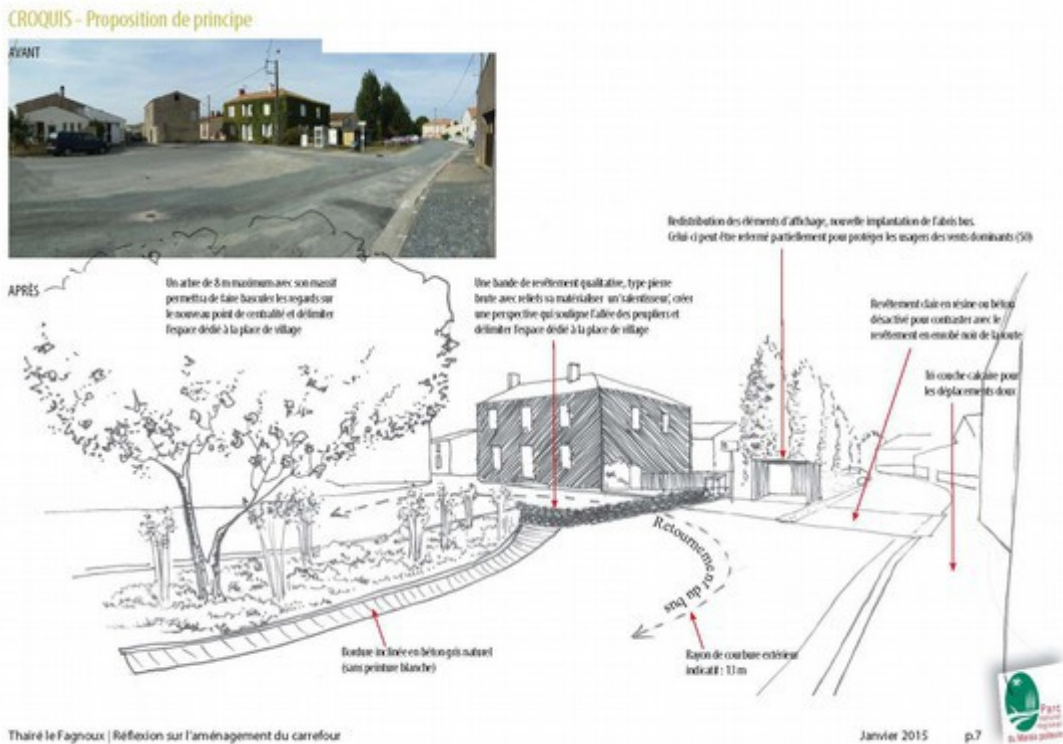 CROQUIS - Proposition de principe
AVANT
Redistribution des éléments d'affichage, nouvelle implantation de l'abris bus.
Celui-ci peut être refermé partiellement pour protéger les usagers des vents dominants (SO)
APRÈS
Un arbre de 8 m maximum avec son massif
permettra de faire basculer les regards sur
le nouveau point de centralité et délimiter
l'espace dédié à la place de village
Une bande de revêtement qualitative, type pierre
brute avec reliefs va matérialiser un 'ralentisseur', créer
une perspective qui souligne l'allée des peupliers et
délimiter l'espace dédié à la place de village
Revêtement clair en résine ou béton
désactivé pour contraster avec le
revêtement en enrobé noir de la route
Tri-couche calcaire pour
les déplacements doux
Retournement du bus
Bordure inclinée en béton gris naturel
(sans peinture blanche)
Rayon de courbure extérieur
indicatif : 13 m
Thairé le Fagnoux | Réflexion sur l'aménagement du carrefour
Janvier 2015 p.7
Parc
naturel
régional
du Marais poitevin